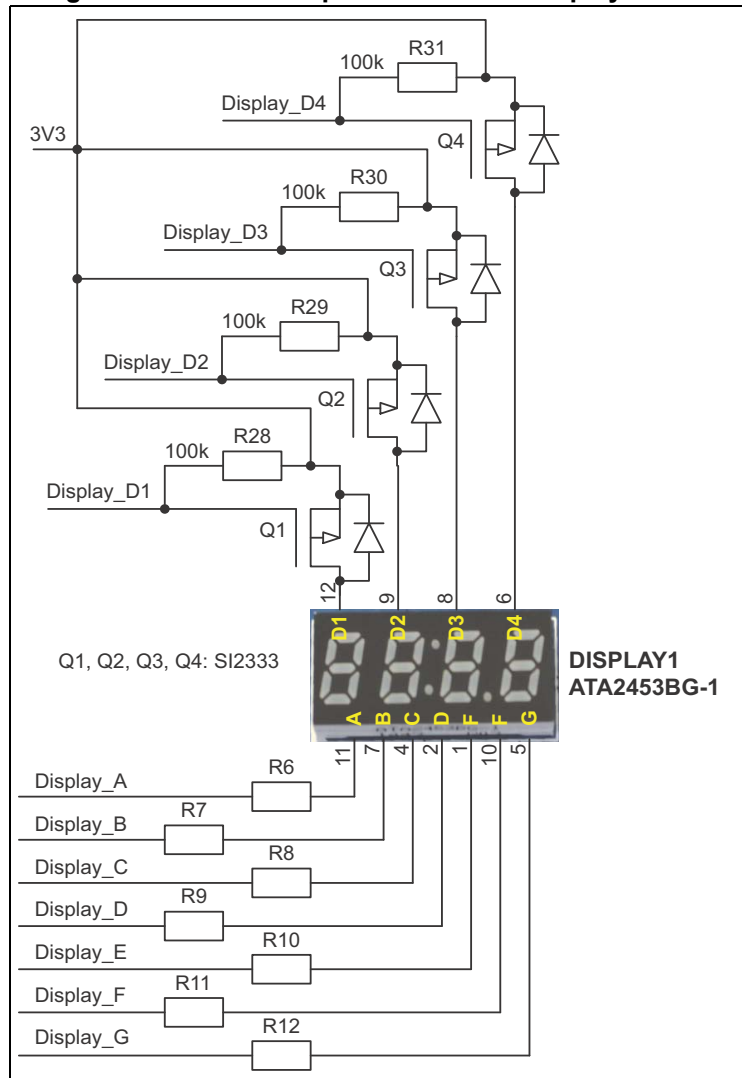 R31
100k
Display_D4
Q4
3V3
R30
100k
Display_D3
Q3
R29
100k
Display_D2
Q2
R28
100k
Display_D1
Q1
12
9
8
6
D1
D2
D3
D4
Q1, Q2, Q3, Q4: SI2333
DISPLAY1
ATA2453BG-1
A
B
C
D
F
F
G
11
7
4
2
1
10
5
Display_A
R6
Display_B
R7
Display_C
R8
Display_D
R9
Display_E
R10
Display_F
R11
Display_G
R12